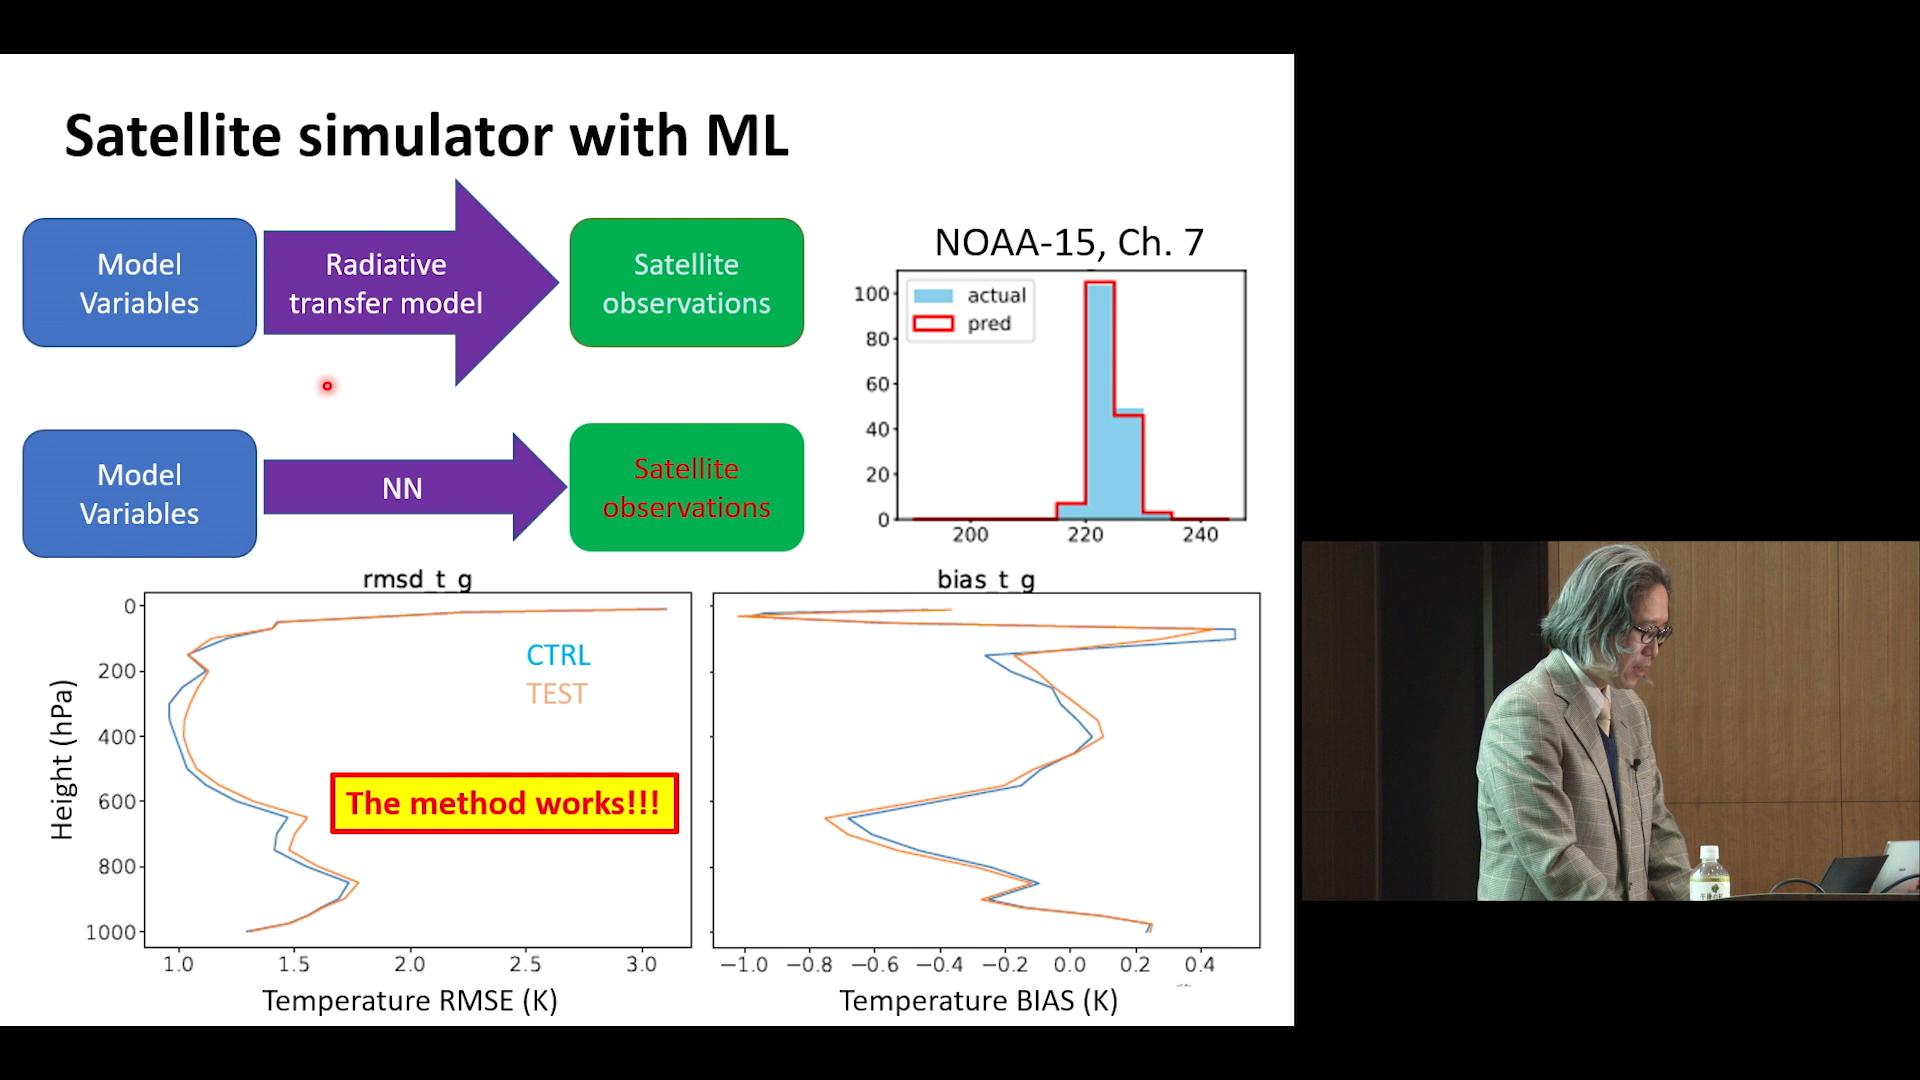 Satellite simulator with ML
Model
Variables
Radiative
transfer model
Satellite
observations
Model
Variables
NN
Satellite
observations
NOAA-15, Ch. 7
actual
pred
100
80
60
40
20
0
200
220
240
rmsd_t_g
0
200
400
600
800
1000
Height (hPa)
CTRL
TEST
The method works!!!
1.0
1.5
2.0
2.5
3.0
Temperature RMSE (K)
bias_t_g
−1.0
−0.8
−0.6
−0.4
−0.2
0.0
0.2
0.4
Temperature BIAS (K)